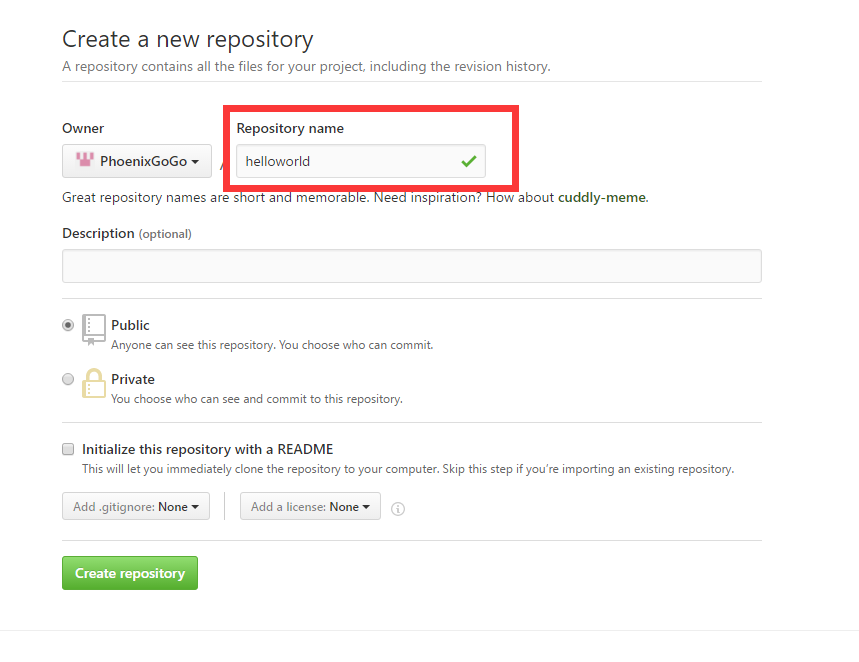 Create a new repository
A repository contains all the files for your project, including the revision history.
Owner
Repository name
PhoenixGoGo
/
helloworld
Great repository names are short and memorable. Need inspiration? How about cuddly-meme.
Description (optional)
Public
Anyone can see this repository. You choose who can commit.
Private
You choose who can see and commit to this repository.
Initialize this repository with a README
This will let you immediately clone the repository to your computer. Skip this step if you’re importing an existing repository.
Add .gitignore: None
Add a license: None
Create repository